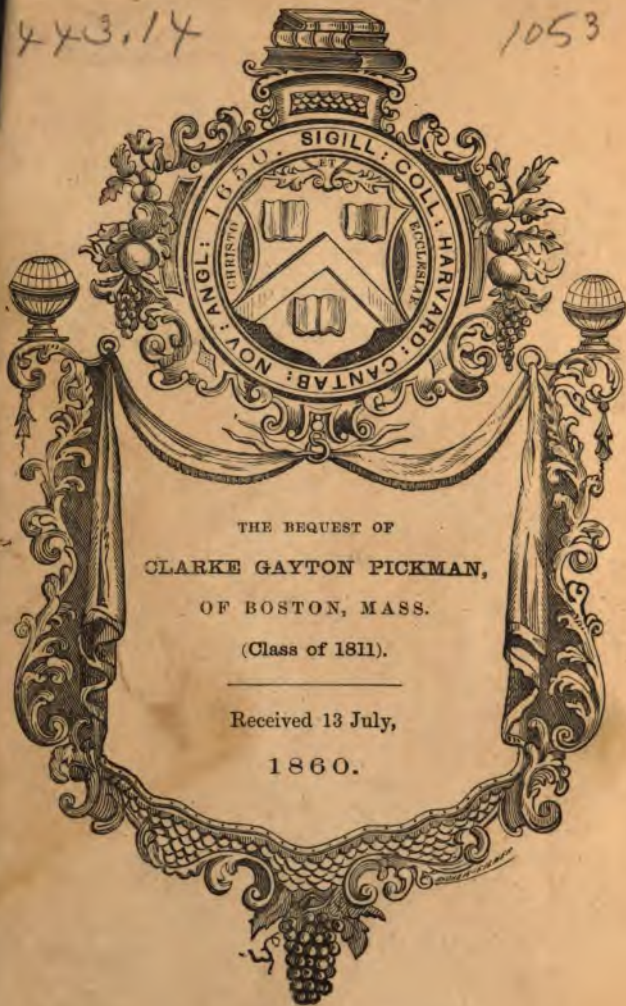 443.14 1053
1650. SIGILL: COLL: HARVARD: CANTAB: NOV: ANGL:
CHRISTO ET ECCLESIAE
THE BEQUEST OF
CLARKE GAYTON PICKMAN,
OF BOSTON, MASS.
(Class of 1811).
Received 13 July,
1860.